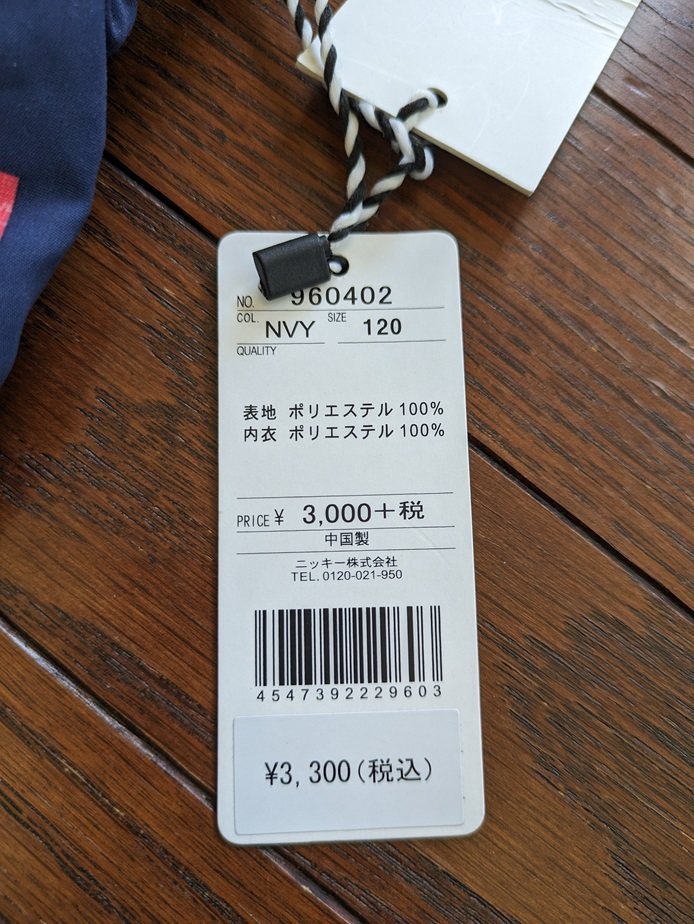 NO. 960402
COL. NVY SIZE 120
QUALITY
表地 ポリエステル 100%
内衣 ポリエステル 100%
PRICE ¥ 3,000+税
中国製
ニッキー株式会社
TEL. 0120-021-950
4547392229603
¥3,300(税込)